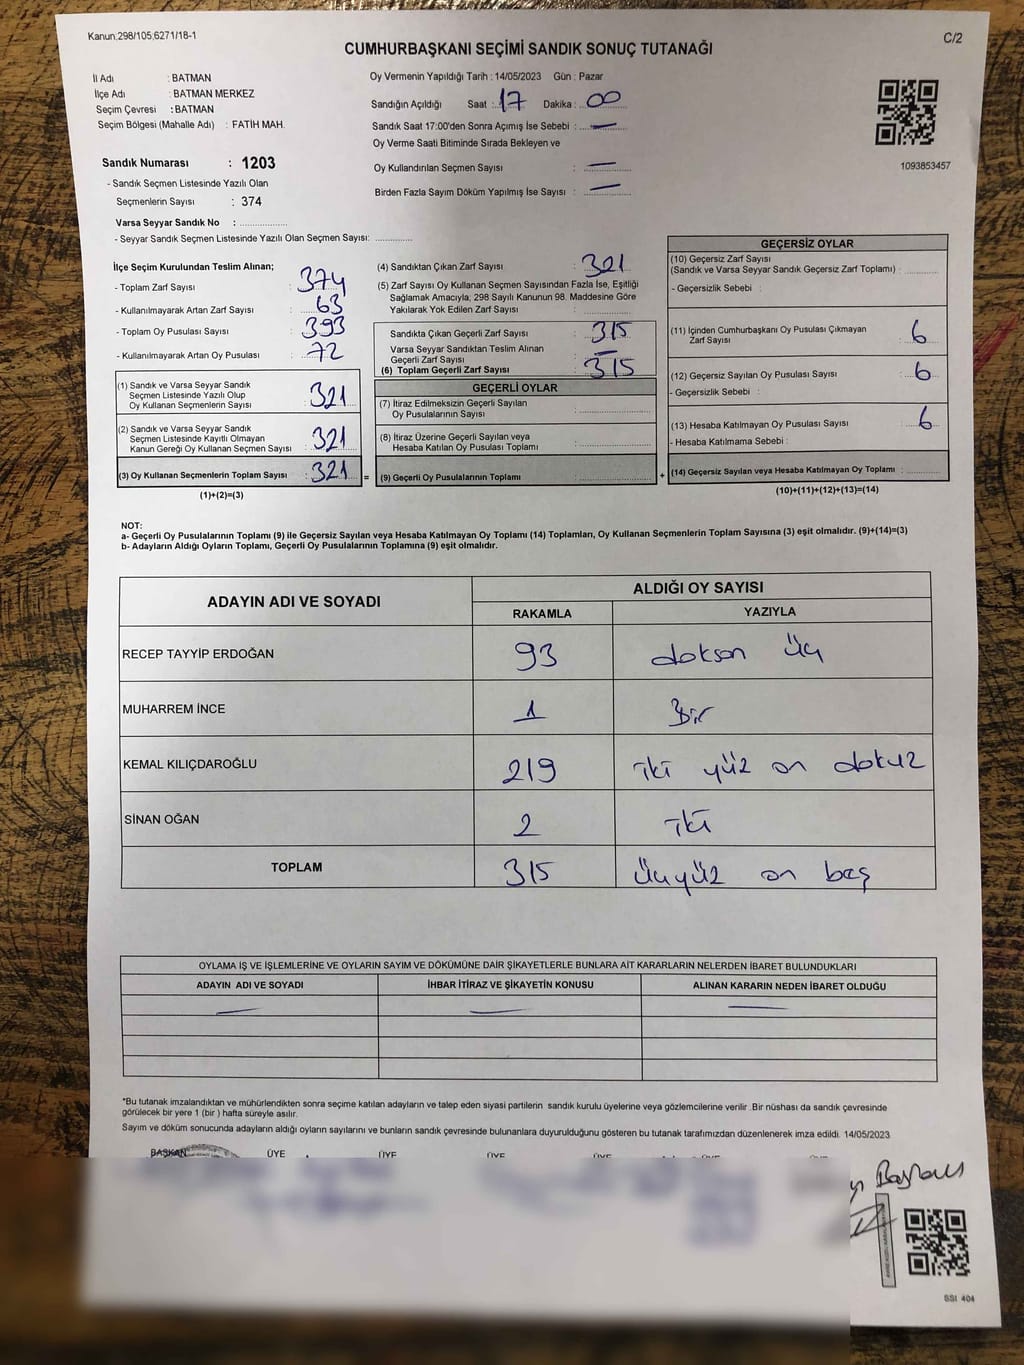 Kanun:298/105;6271/18-1
C/2
CUMHURBAŞKANI SEÇİMİ SANDIK SONUÇ TUTANAĞI
İl Adı : BATMAN
İlçe Adı : BATMAN MERKEZ
Seçim Çevresi : BATMAN
Seçim Bölgesi (Mahalle Adı) : FATİH MAH.
Sandık Numarası : 1203
- Sandık Seçmen Listesinde Yazılı Olan
Seçmenlerin Sayısı : 374
Varsa Seyyar Sandık No : ..................
- Seyyar Sandık Seçmen Listesinde Yazılı Olan Seçmen Sayısı: ..............
Oy Vermenin Yapıldığı Tarih : 14/05/2023 Gün : Pazar
Sandığın Açıldığı Saat : 17 Dakika : 00
Sandık Saat 17:00'den Sonra Açımış İse Sebebi : —
Oy Verme Saati Bitiminde Sırada Bekleyen ve
Oy Kullandırılan Seçmen Sayısı : —
Birden Fazla Sayım Döküm Yapılmış İse Sayısı : —
1093853457
İlçe Seçim Kurulundan Teslim Alınan;
- Toplam Zarf Sayısı : 374
- Kullanılmayarak Artan Zarf Sayısı : 63
- Toplam Oy Pusulası Sayısı : 393
- Kullanılmayarak Artan Oy Pusulası : 72
(1) Sandık ve Varsa Seyyar Sandık
Seçmen Listesinde Yazılı Olup
Oy Kullanan Seçmenlerin Sayısı : 321
(2) Sandık ve Varsa Seyyar Sandık
Seçmen Listesinde Kayıtlı Olmayan
Kanun Gereği Oy Kullanan Seçmen Sayısı : 321
(3) Oy Kullanan Seçmenlerin Toplam Sayısı : 321 =
(1)+(2)=(3)
(4) Sandıktan Çıkan Zarf Sayısı : 321
(5) Zarf Sayısı Oy Kullanan Seçmen Sayısından Fazla İse, Eşitliği
Sağlamak Amacıyla; 298 Sayılı Kanunun 98. Maddesine Göre
Yakılarak Yok Edilen Zarf Sayısı : ..................
Sandıkta Çıkan Geçerli Zarf Sayısı : 315
Varsa Seyyar Sandıktan Teslim Alınan
Geçerli Zarf Sayısı : —
(6) Toplam Geçerli Zarf Sayısı : 315
GEÇERLİ OYLAR
(7) İtiraz Edilmeksizin Geçerli Sayılan
Oy Pusulalarının Sayısı : ..................
(8) İtiraz Üzerine Geçerli Sayılan veya
Hesaba Katılan Oy Pusulası Toplamı : ..................
(9) Geçerli Oy Pusulalarının Toplamı : .................. +
GEÇERSİZ OYLAR
(10) Geçersiz Zarf Sayısı
(Sandık ve Varsa Seyyar Sandık Geçersiz Zarf Toplamı) : ............
- Geçersizlik Sebebi :
(11) İçinden Cumhurbaşkanı Oy Pusulası Çıkmayan
Zarf Sayısı : 6
(12) Geçersiz Sayılan Oy Pusulası Sayısı : 6
- Geçersizlik Sebebi :
(13) Hesaba Katılmayan Oy Pusulası Sayısı : 6
- Hesaba Katılmama Sebebi :
(14) Geçersiz Sayılan veya Hesaba Katılmayan Oy Toplamı : ............
(10)+(11)+(12)+(13)=(14)
NOT:
a- Geçerli Oy Pusulalarının Toplamı (9) ile Geçersiz Sayılan veya Hesaba Katılmayan Oy Toplamı (14) Toplamları, Oy Kullanan Seçmenlerin Toplam Sayısına (3) eşit olmalıdır. (9)+(14)=(3)
b- Adayların Aldığı Oyların Toplamı, Geçerli Oy Pusulalarının Toplamına (9) eşit olmalıdır.
ADAYIN ADI VE SOYADI
ALDIĞI OY SAYISI
RAKAMLA YAZIYLA
RECEP TAYYİP ERDOĞAN 93 doksan üç
MUHARREM İNCE 1 Bir
KEMAL KILIÇDAROĞLU 219 iki yüz on dokuz
SİNAN OĞAN 2 iki
TOPLAM 315 Üçyüz on beş
OYLAMA İŞ VE İŞLEMLERİNE VE OYLARIN SAYIM VE DÖKÜMÜNE DAİR ŞİKAYETLERLE BUNLARA AİT KARARLARIN NELERDEN İBARET BULUNDUKLARI
ADAYIN ADI VE SOYADI İHBAR İTİRAZ VE ŞİKAYETİN KONUSU ALINAN KARARIN NEDEN İBARET OLDUĞU
— — —
*Bu tutanak imzalandıktan ve mühürlendikten sonra seçime katılan adayların ve talep eden siyasi partilerin sandık kurulu üyelerine veya gözlemcilerine verilir .Bir nüshası da sandık çevresinde
görülecek bir yere 1 (bir ) hafta süreyle asılır.
Sayım ve döküm sonucunda adayların aldığı oyların sayılarını ve bunların sandık çevresinde bulunanlara duyurulduğunu gösteren bu tutanak tarafımızdan düzenlenerek imza edildi. 14/05/2023
BAŞKAN ÜYE ÜYE ÜYE ÜYE ÜYE ÜYE
SSI 404